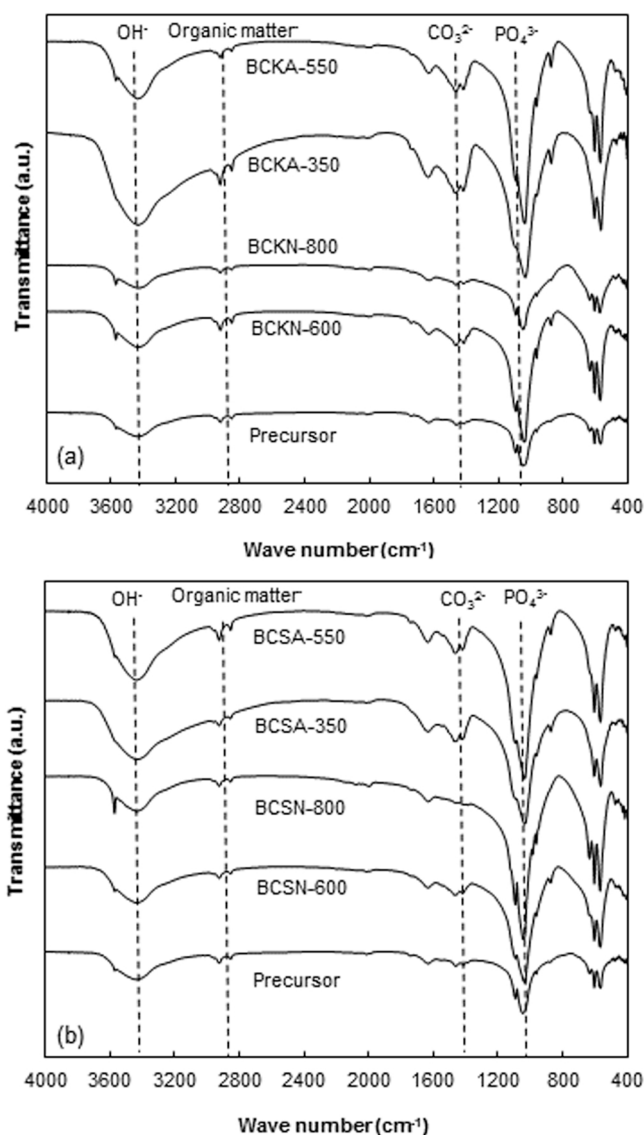 OH⁻ Organic matter⁻ CO₃²⁻ PO₄³⁻
BCKA-550
BCKA-350
BCKN-800
BCKN-600
Precursor
(a)
Transmittance (a.u.)
4000 3600 3200 2800 2400 2000 1600 1200 800 400
Wave number (cm⁻¹)
OH⁻ Organic matter⁻ CO₃²⁻ PO₄³⁻
BCSA-550
BCSA-350
BCSN-800
BCSN-600
Precursor
(b)
Transmittance (a.u.)
4000 3600 3200 2800 2400 2000 1600 1200 800 400
Wave number (cm⁻¹)